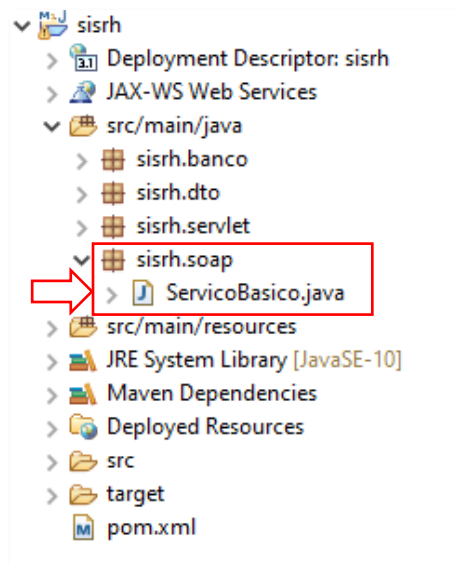 sisrh
Deployment Descriptor: sisrh
JAX-WS Web Services
src/main/java
sisrh.banco
sisrh.dto
sisrh.servlet
sisrh.soap
ServicoBasico.java
src/main/resources
JRE System Library [JavaSE-10]
Maven Dependencies
Deployed Resources
src
target
pom.xml